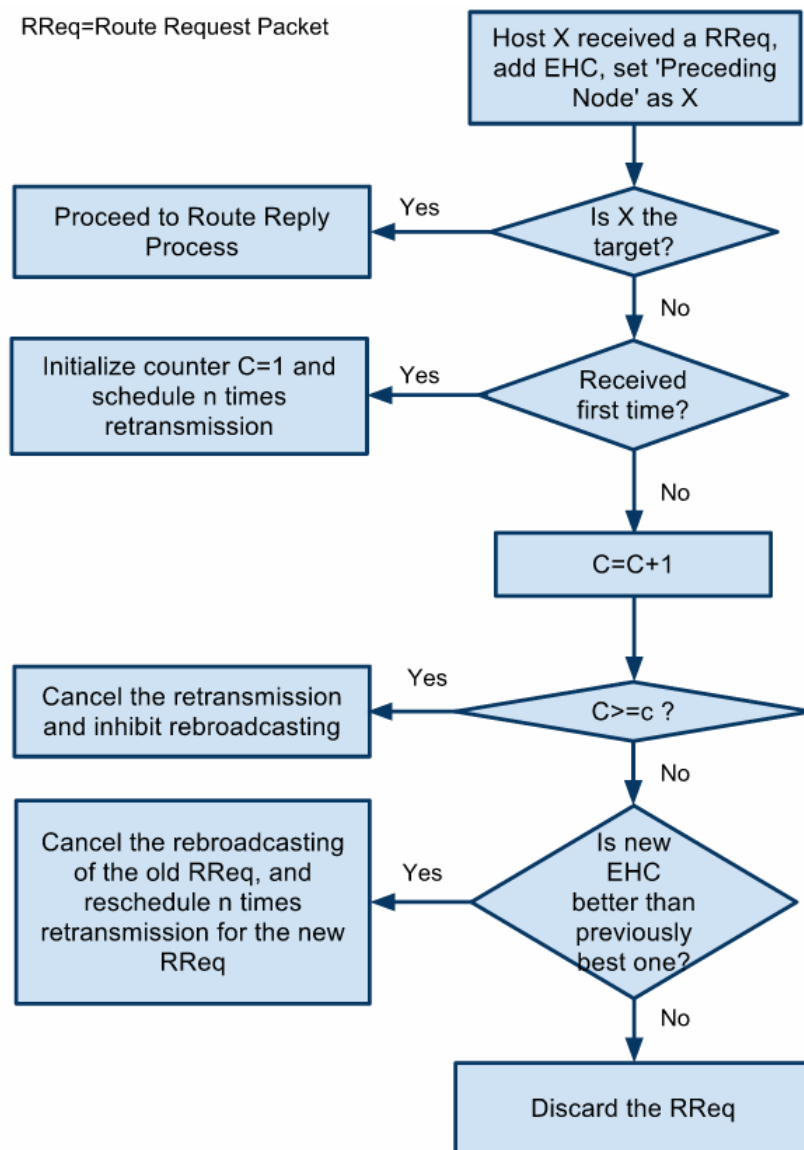 RReq=Route Request Packet
Host X received a RReq,
add EHC, set 'Preceding
Node' as X
Is X the
target?
Yes
Proceed to Route Reply
Process
No
Received
first time?
Yes
Initialize counter C=1 and
schedule n times
retransmission
No
C=C+1
C>=c ?
Yes
Cancel the retransmission
and inhibit rebroadcasting
No
Is new
EHC
better than
previously
best one?
Yes
Cancel the rebroadcasting
of the old RReq, and
reschedule n times
retransmission for the new
RReq
No
Discard the RReq